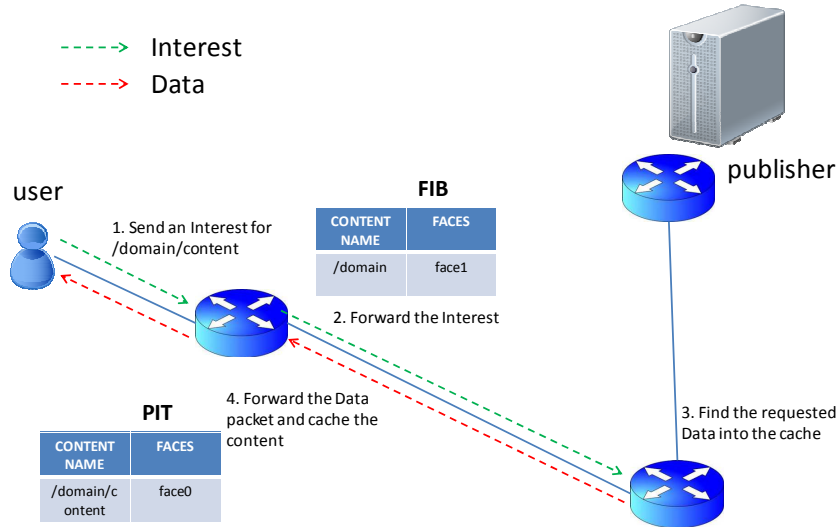 Interest
Data
publisher
user
1. Send an Interest for
/domain/content
FIB
CONTENT
NAME
FACES
/domain
face1
2. Forward the Interest
4. Forward the Data
packet and cache the
content
3. Find the requested
Data into the cache
PIT
CONTENT
NAME
FACES
/domain/c
ontent
face0